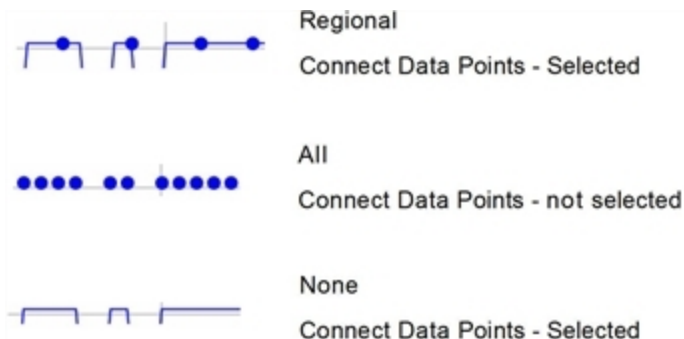 Regional
Connect Data Points - Selected
All
Connect Data Points - not selected
None
Connect Data Points - Selected